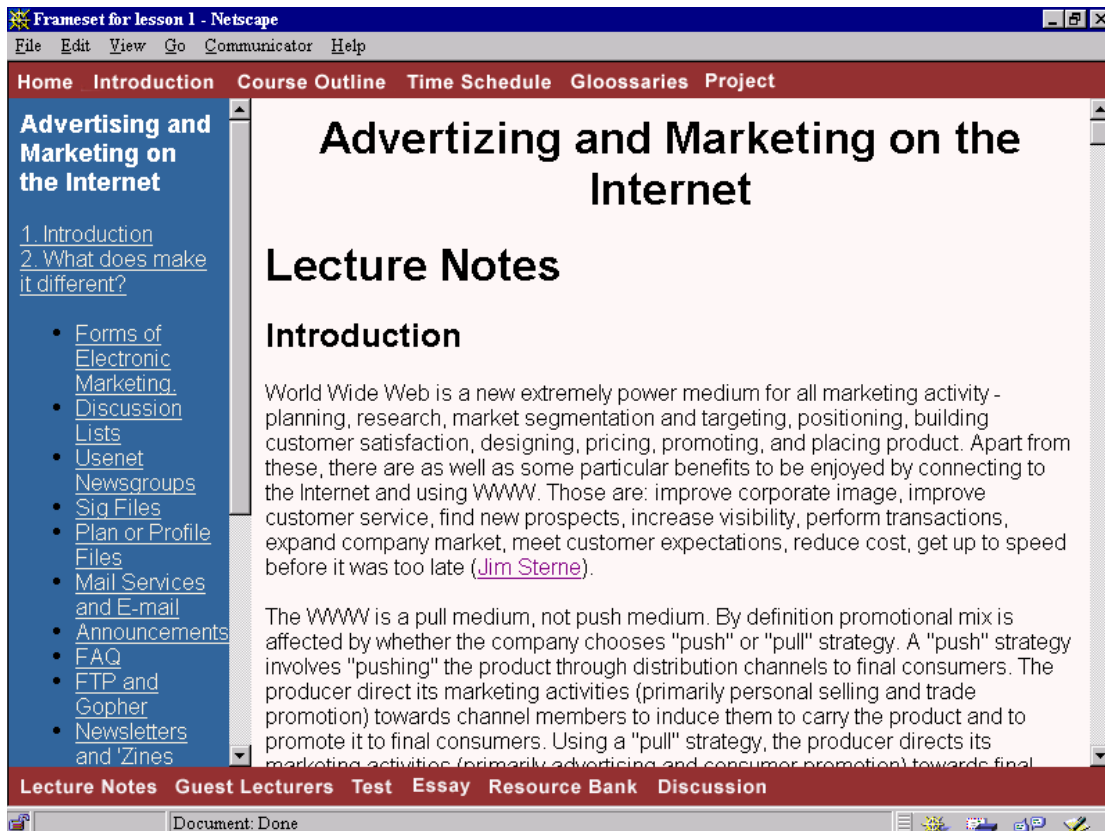 Frameset for lesson 1 - Netscape
File Edit View Go Communicator Help
Home Introduction Course Outline Time Schedule Gloossaries Project
Advertising and
Marketing on
the Internet
1. Introduction
2. What does make
it different?
Forms of
Electronic
Marketing.
Discussion
Lists
Usenet
Newsgroups
Sig Files
Plan or Profile
Files
Mail Services
and E-mail
Announcements
FAQ
FTP and
Gopher
Newsletters
and 'Zines
Advertizing and Marketing on the
Internet
Lecture Notes
Introduction
World Wide Web is a new extremely power medium for all marketing activity -
planning, research, market segmentation and targeting, positioning, building
customer satisfaction, designing, pricing, promoting, and placing product. Apart from
these, there are as well as some particular benefits to be enjoyed by connecting to
the Internet and using WWW. Those are: improve corporate image, improve
customer service, find new prospects, increase visibility, perform transactions,
expand company market, meet customer expectations, reduce cost, get up to speed
before it was too late (Jim Sterne).
The WWW is a pull medium, not push medium. By definition promotional mix is
affected by whether the company chooses "push" or "pull" strategy. A "push" strategy
involves "pushing" the product through distribution channels to final consumers. The
producer direct its marketing activities (primarily personal selling and trade
promotion) towards channel members to induce them to carry the product and to
promote it to final consumers. Using a "pull" strategy, the producer directs its
marketing activities (primarily advertising and consumer promotion) towards final
Lecture Notes Guest Lecturers Test Essay Resource Bank Discussion
Document: Done